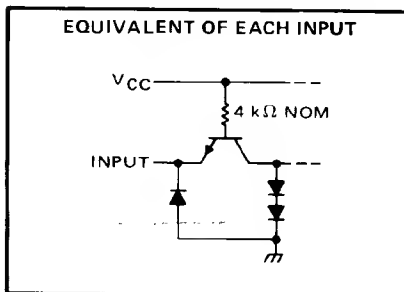 EQUIVALENT OF EACH INPUT
VCC
4 kΩ NOM
INPUT